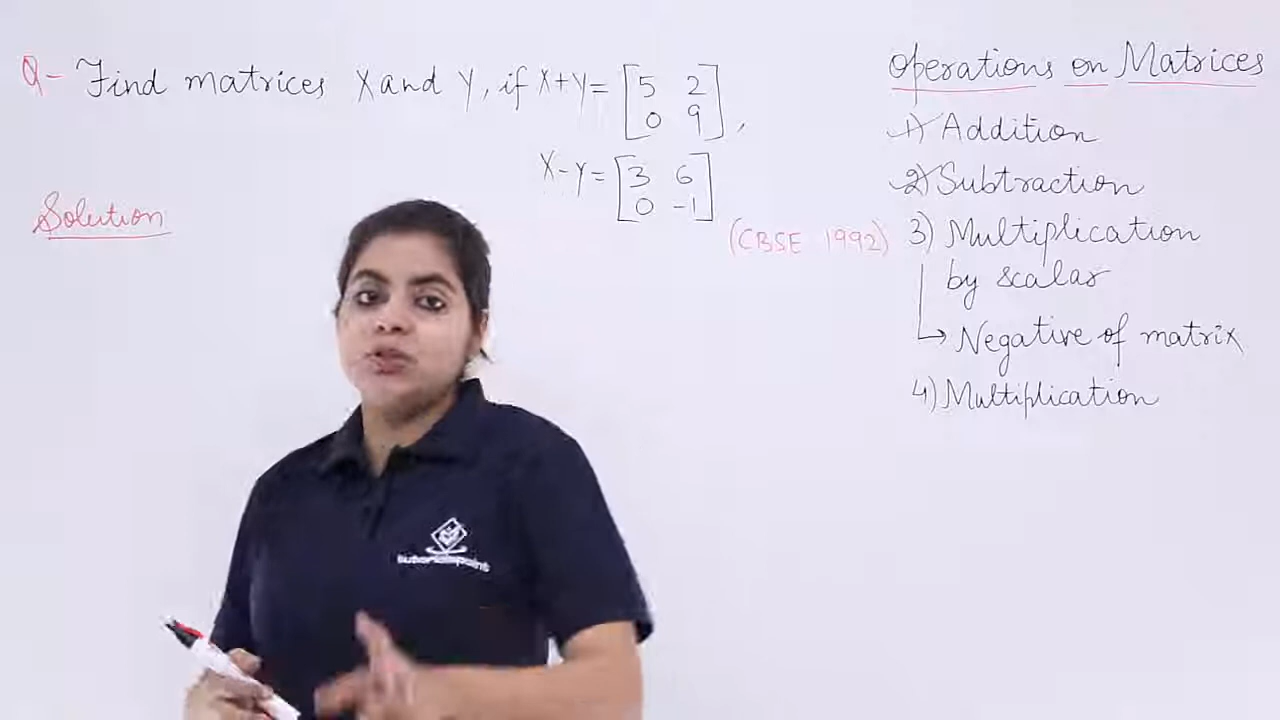 Q- Find matrices X and Y, if X+Y= [5 2
0 9],
X-Y= [3 6
0 -1]
(CBSE 1992)
Solution
operations on Matrices
1) Addition
2) Subtraction
3) Multiplication
by scalar
→ Negative of matrix
4) Multiplication
tutorialspoint